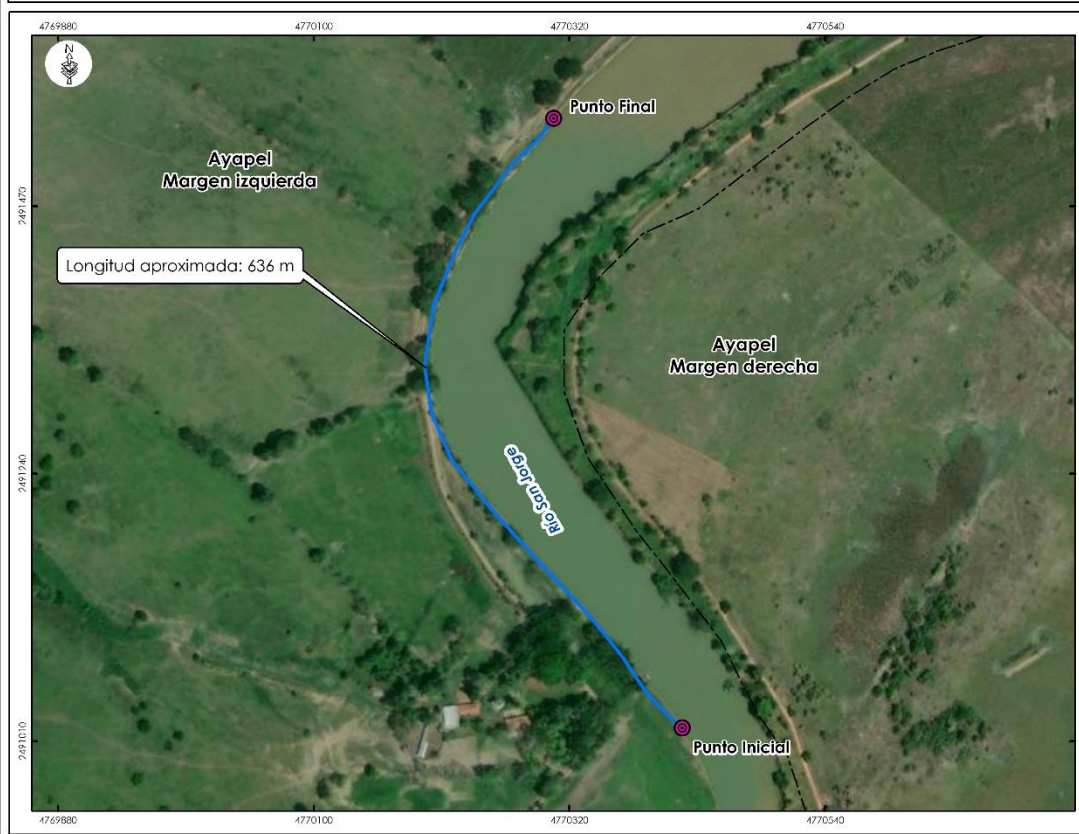 4769880
4770100
4770320
4770540
N
Punto Final
Ayapel
Margen izquierda
2491470
Longitud aproximada: 636 m
Ayapel
Margen derecha
2491240
Río San Jorge
2491010
Punto Inicial
4769880
4770100
4770320
4770540